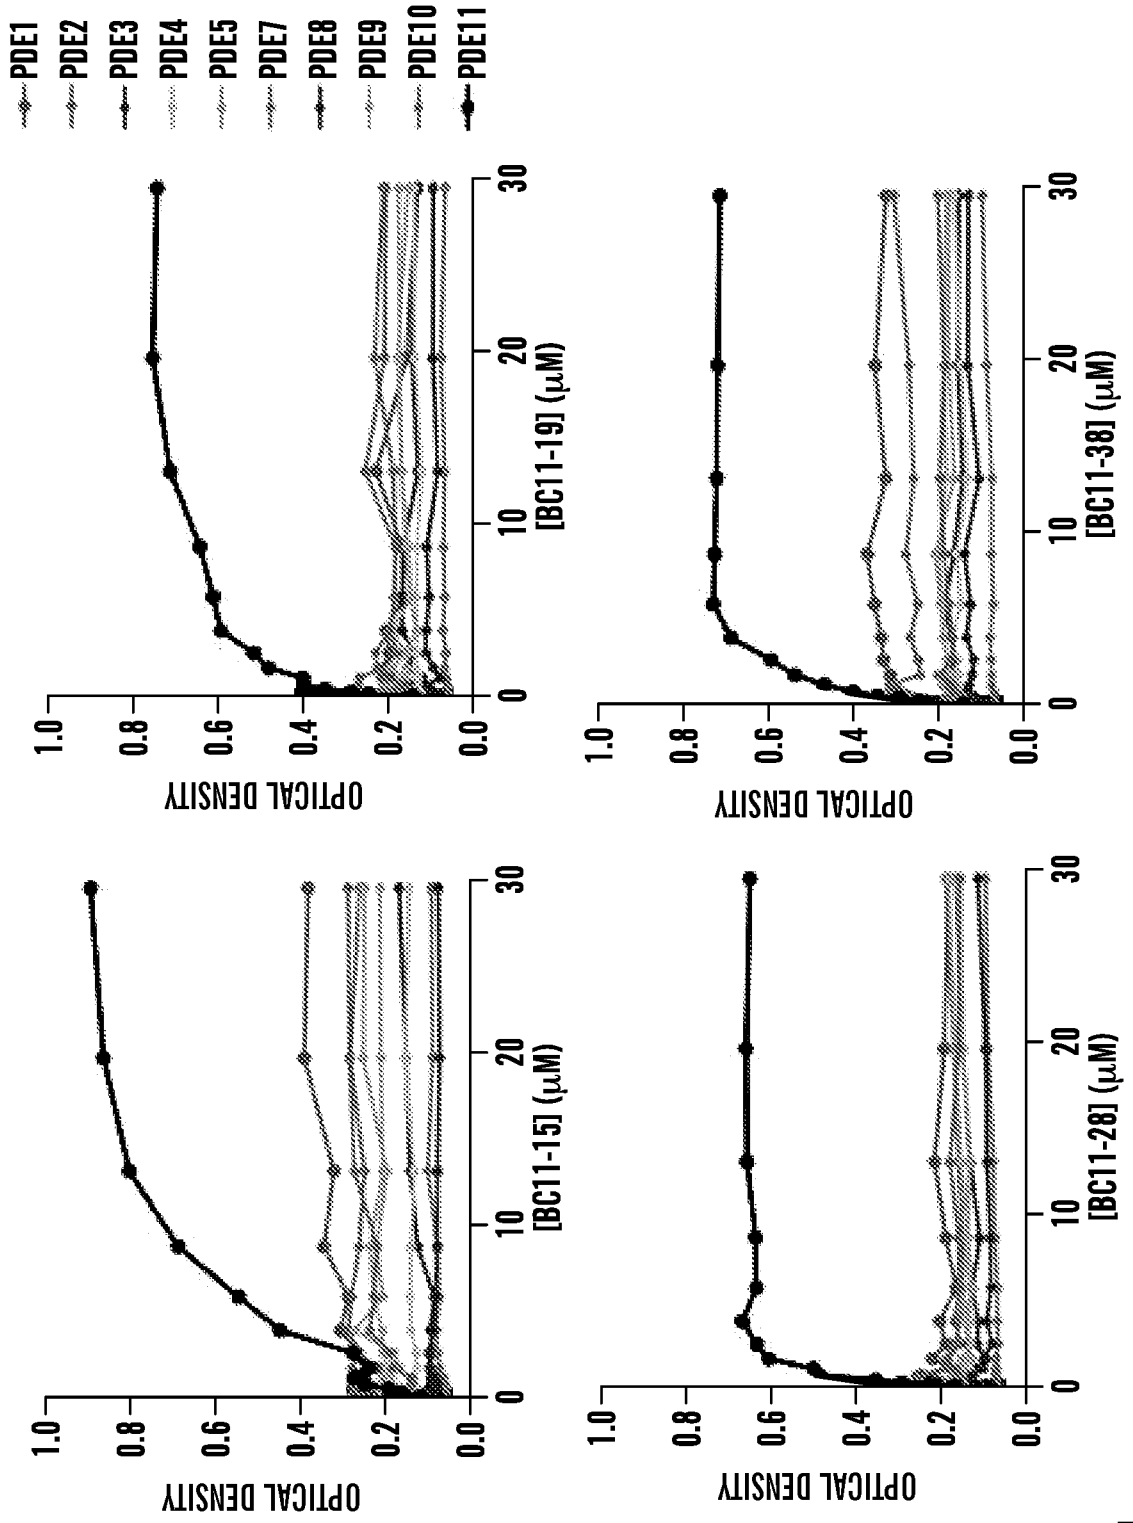 OPTICAL DENSITY
1.0
0.8
0.6
0.4
0.2
0.0
0
10
20
30
[BC11-15] (µM)
OPTICAL DENSITY
1.0
0.8
0.6
0.4
0.2
0.0
0
10
20
30
[BC11-19] (µM)
PDE1
PDE2
PDE3
PDE4
PDE5
PDE7
PDE8
PDE9
PDE10
PDE11
OPTICAL DENSITY
1.0
0.8
0.6
0.4
0.2
0.0
0
10
20
30
[BC11-28] (µM)
OPTICAL DENSITY
1.0
0.8
0.6
0.4
0.2
0.0
0
10
20
30
[BC11-38] (µM)